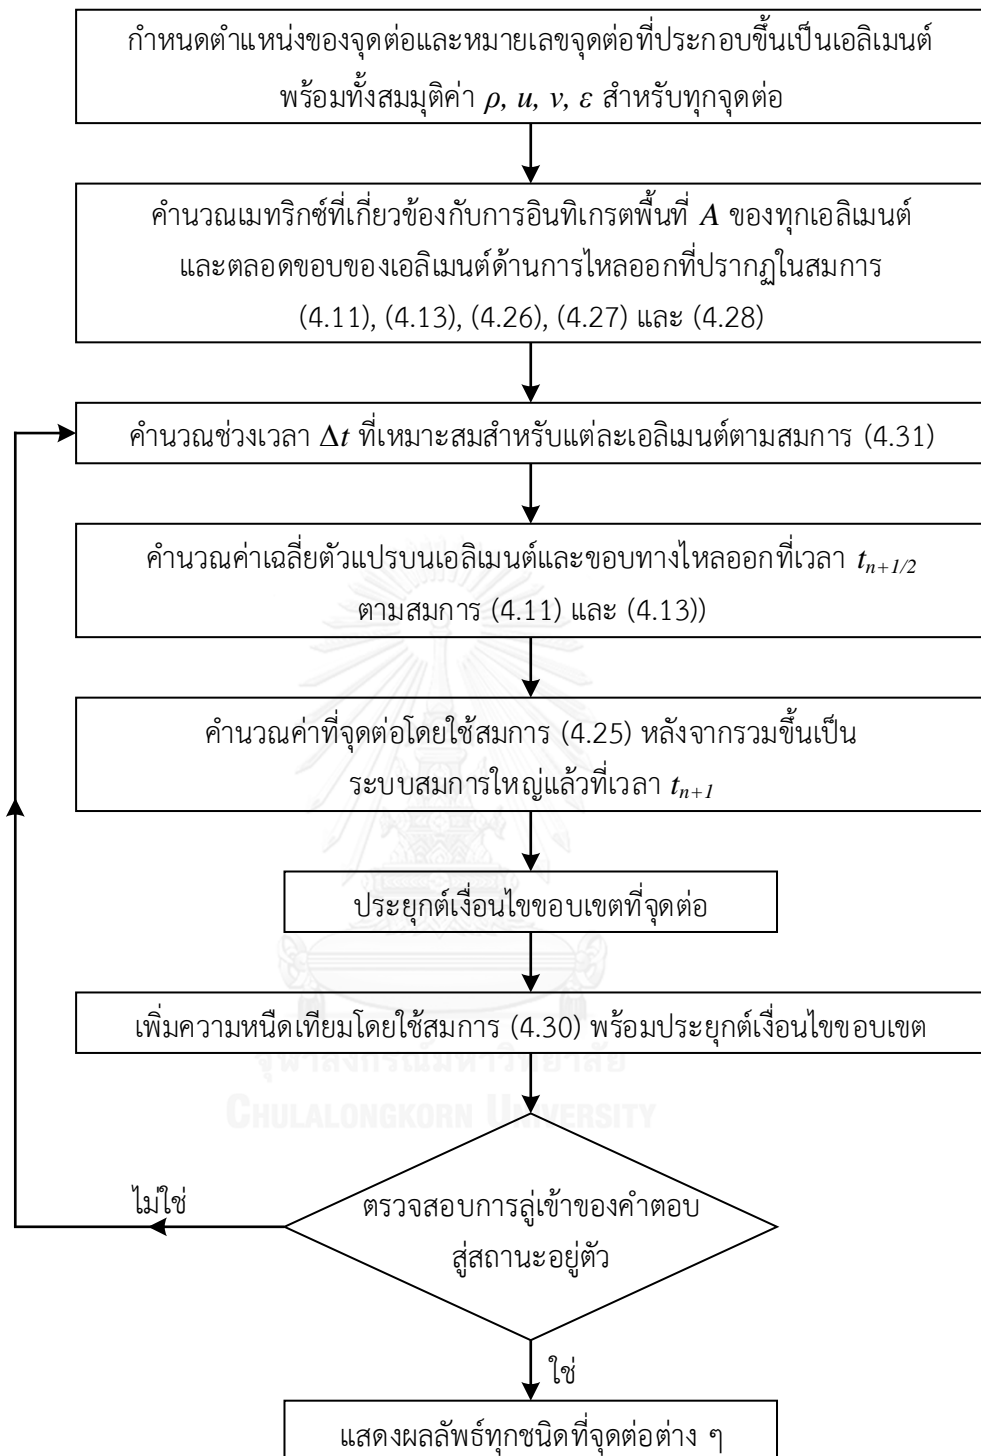 กำหนดตำแหน่งของจุดต่อและหมายเลขจุดต่อที่ประกอบขึ้นเป็นเอลิเมนต์
พร้อมทั้งสมมุติค่า ρ, u, v, ε สำหรับทุกจุดต่อ
คำนวณเมทริกซ์ที่เกี่ยวข้องกับการอินทิเกรตพื้นที่ A ของทุกเอลิเมนต์
และตลอดขอบของเอลิเมนต์ด้านการไหลออกที่ปรากฏในสมการ
(4.11), (4.13), (4.26), (4.27) และ (4.28)
คำนวณช่วงเวลา Δt ที่เหมาะสมสำหรับแต่ละเอลิเมนต์ตามสมการ (4.31)
คำนวณค่าเฉลี่ยตัวแปรบนเอลิเมนต์และขอบทางไหลออกที่เวลา t_{n+1/2}
ตามสมการ (4.11) และ (4.13))
คำนวณค่าที่จุดต่อโดยใช้สมการ (4.25) หลังจากรวมขึ้นเป็น
ระบบสมการใหญ่แล้วที่เวลา t_{n+1}
ประยุกต์เงื่อนไขขอบเขตที่จุดต่อ
เพิ่มความหนืดเทียมโดยใช้สมการ (4.30) พร้อมประยุกต์เงื่อนไขขอบเขต
จุฬาลงกรณ์มหาวิทยาลัย
CHULALONGKORN UNIVERSITY
ไม่ใช่
ตรวจสอบการลู่เข้าของคำตอบ
สู่สถานะอยู่ตัว
ใช่
แสดงผลลัพธ์ทุกชนิดที่จุดต่อต่าง ๆ